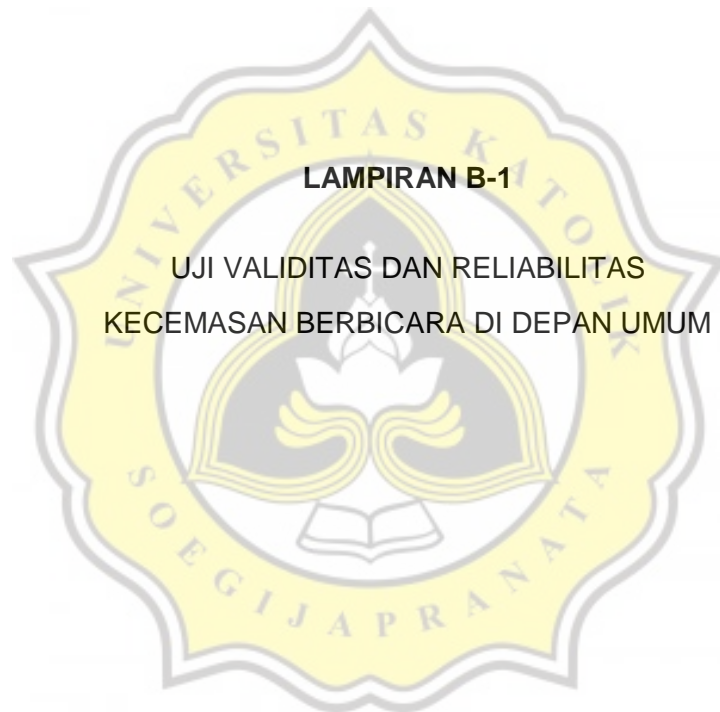 LAMPIRAN B-1
UJI VALIDITAS DAN RELIABILITAS
KECEMASAN BERBICARA DI DEPAN UMUM
UNIVERSITAS KATOLIK
SOEGIJAPRANATA